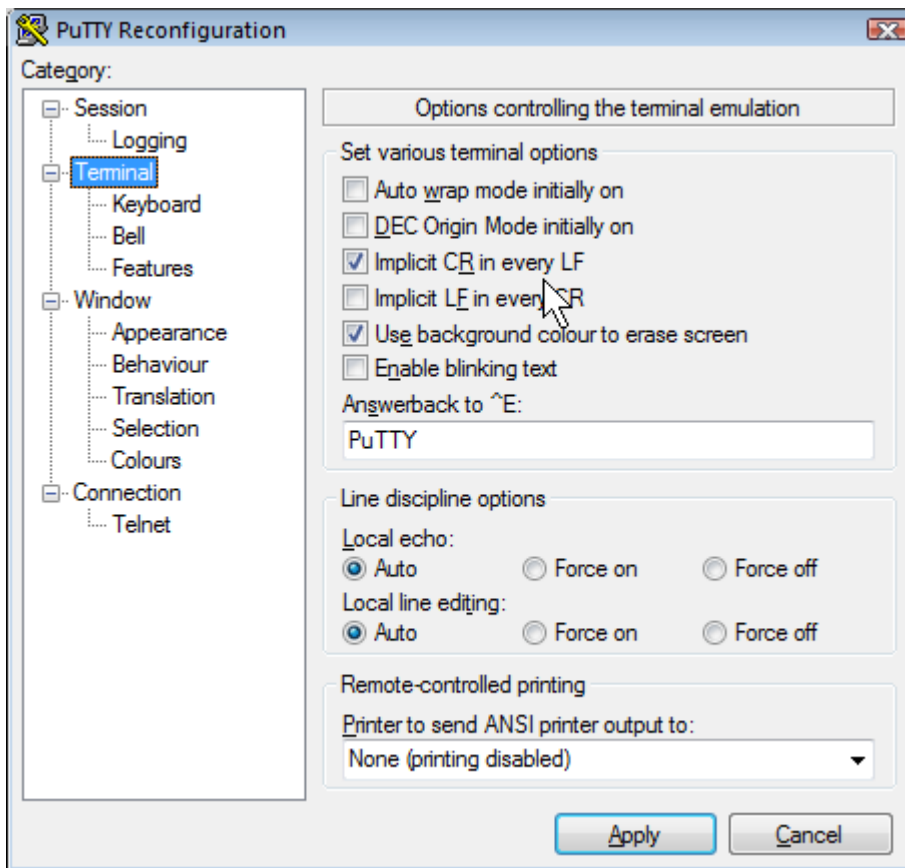 PuTTY Reconfiguration
Category:
Session
Logging
Terminal
Keyboard
Bell
Features
Window
Appearance
Behaviour
Translation
Selection
Colours
Connection
Telnet
Options controlling the terminal emulation
Set various terminal options
Auto wrap mode initially on
DEC Origin Mode initially on
Implicit CR in every LF
Implicit LF in every CR
Use background colour to erase screen
Enable blinking text
Answerback to ^E:
PuTTY
Line discipline options
Local echo:
Auto Force on Force off
Local line editing:
Auto Force on Force off
Remote-controlled printing
Printer to send ANSI printer output to:
None (printing disabled)
Apply Cancel